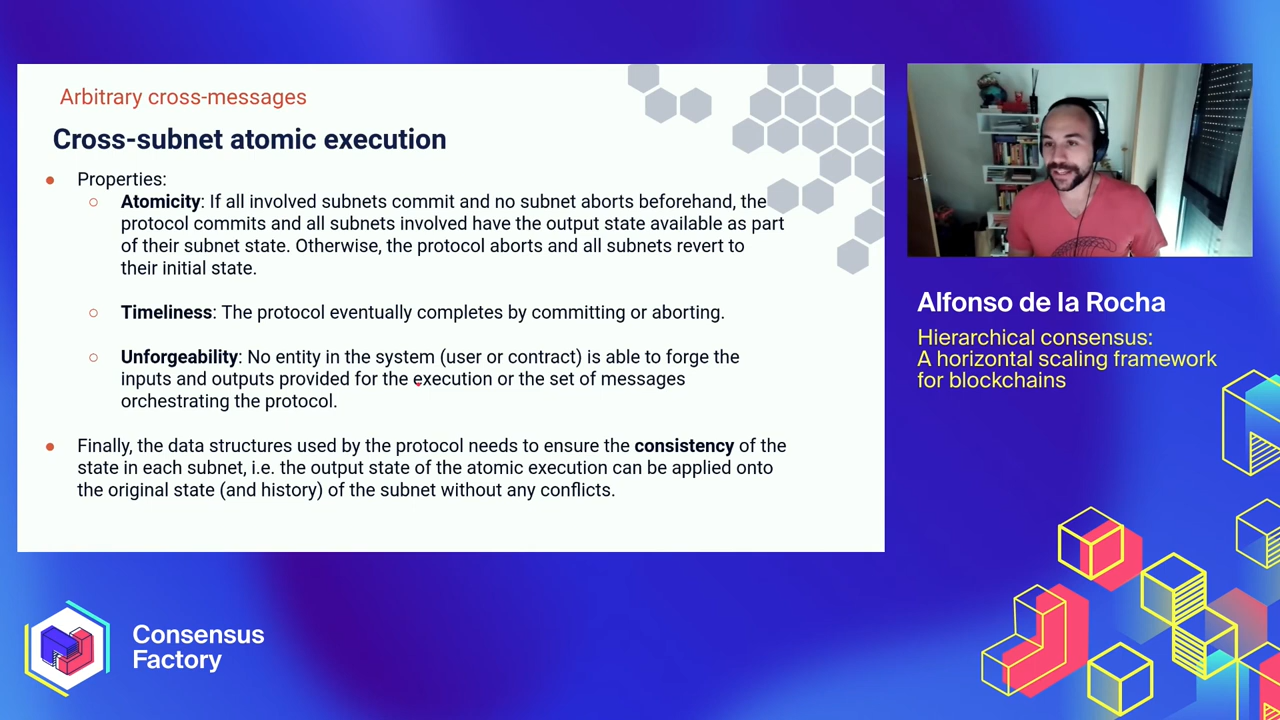 Arbitrary cross-messages
Cross-subnet atomic execution
● Properties:
○ Atomicity: If all involved subnets commit and no subnet aborts beforehand, the
protocol commits and all subnets involved have the output state available as part
of their subnet state. Otherwise, the protocol aborts and all subnets revert to
their initial state.
○ Timeliness: The protocol eventually completes by committing or aborting.
○ Unforgeability: No entity in the system (user or contract) is able to forge the
inputs and outputs provided for the execution or the set of messages
orchestrating the protocol.
● Finally, the data structures used by the protocol needs to ensure the consistency of the
state in each subnet, i.e. the output state of the atomic execution can be applied onto
the original state (and history) of the subnet without any conflicts.
Alfonso de la Rocha
Hierarchical consensus:
A horizontal scaling framework
for blockchains
Consensus
Factory